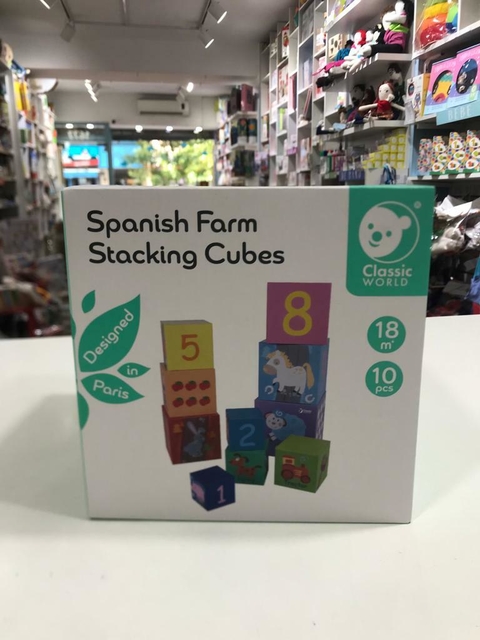 Spanish Farm
Stacking Cubes
Classic
WORLD
Designed
in
Paris
18
m+
10
pcs
8
5
2
1